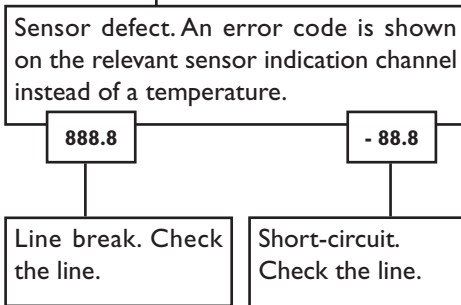 Sensor defect. An error code is shown
on the relevant sensor indication channel
instead of a temperature.
888.8
- 88.8
Line break. Check
the line.
Short-circuit.
Check the line.